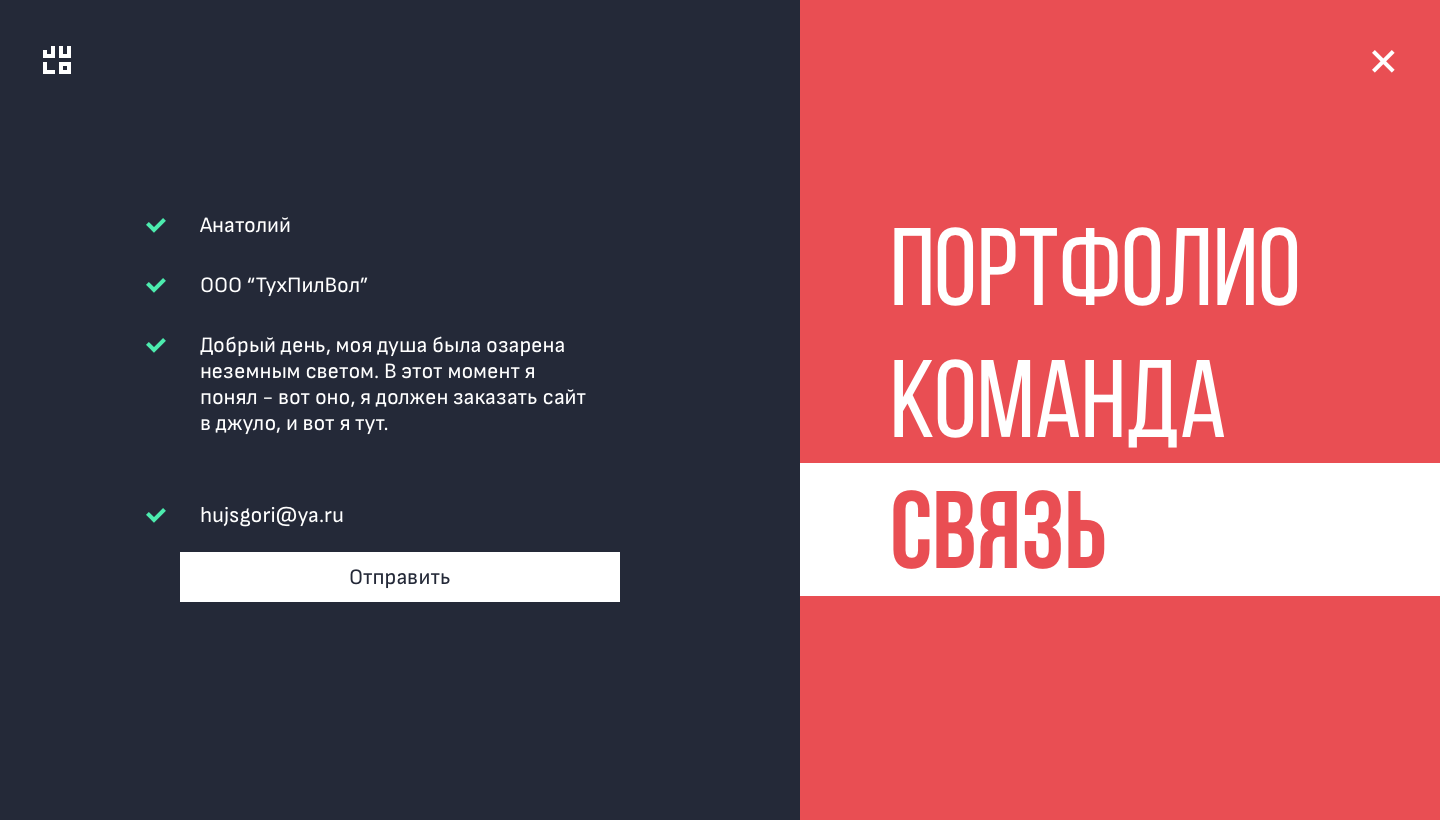 JULO
Анатолий
ООО “ТухПилВол”
Добрый день, моя душа была озарена
неземным светом. В этот момент я
понял - вот оно, я должен заказать сайт
в джуло, и вот я тут.
hujsgori@ya.ru
Отправить
ПОРТФОЛИО
КОМАНДА
СВЯЗЬ